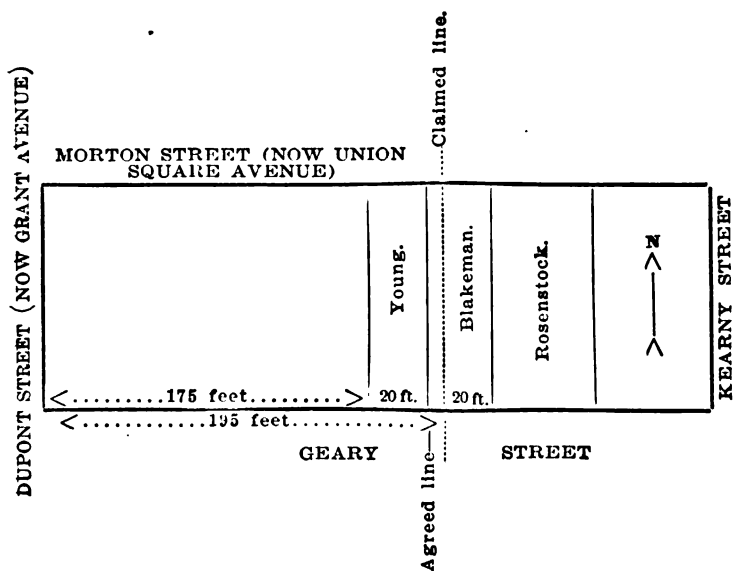 Claimed line.
MORTON STREET (NOW UNION
SQUARE AVENUE)
DUPONT STREET (NOW GRANT AVENUE)
Young.
Blakeman.
Rosenstock.
N
KEARNY STREET
175 feet
20 ft.
20 ft.
195 feet
GEARY STREET
Agreed line